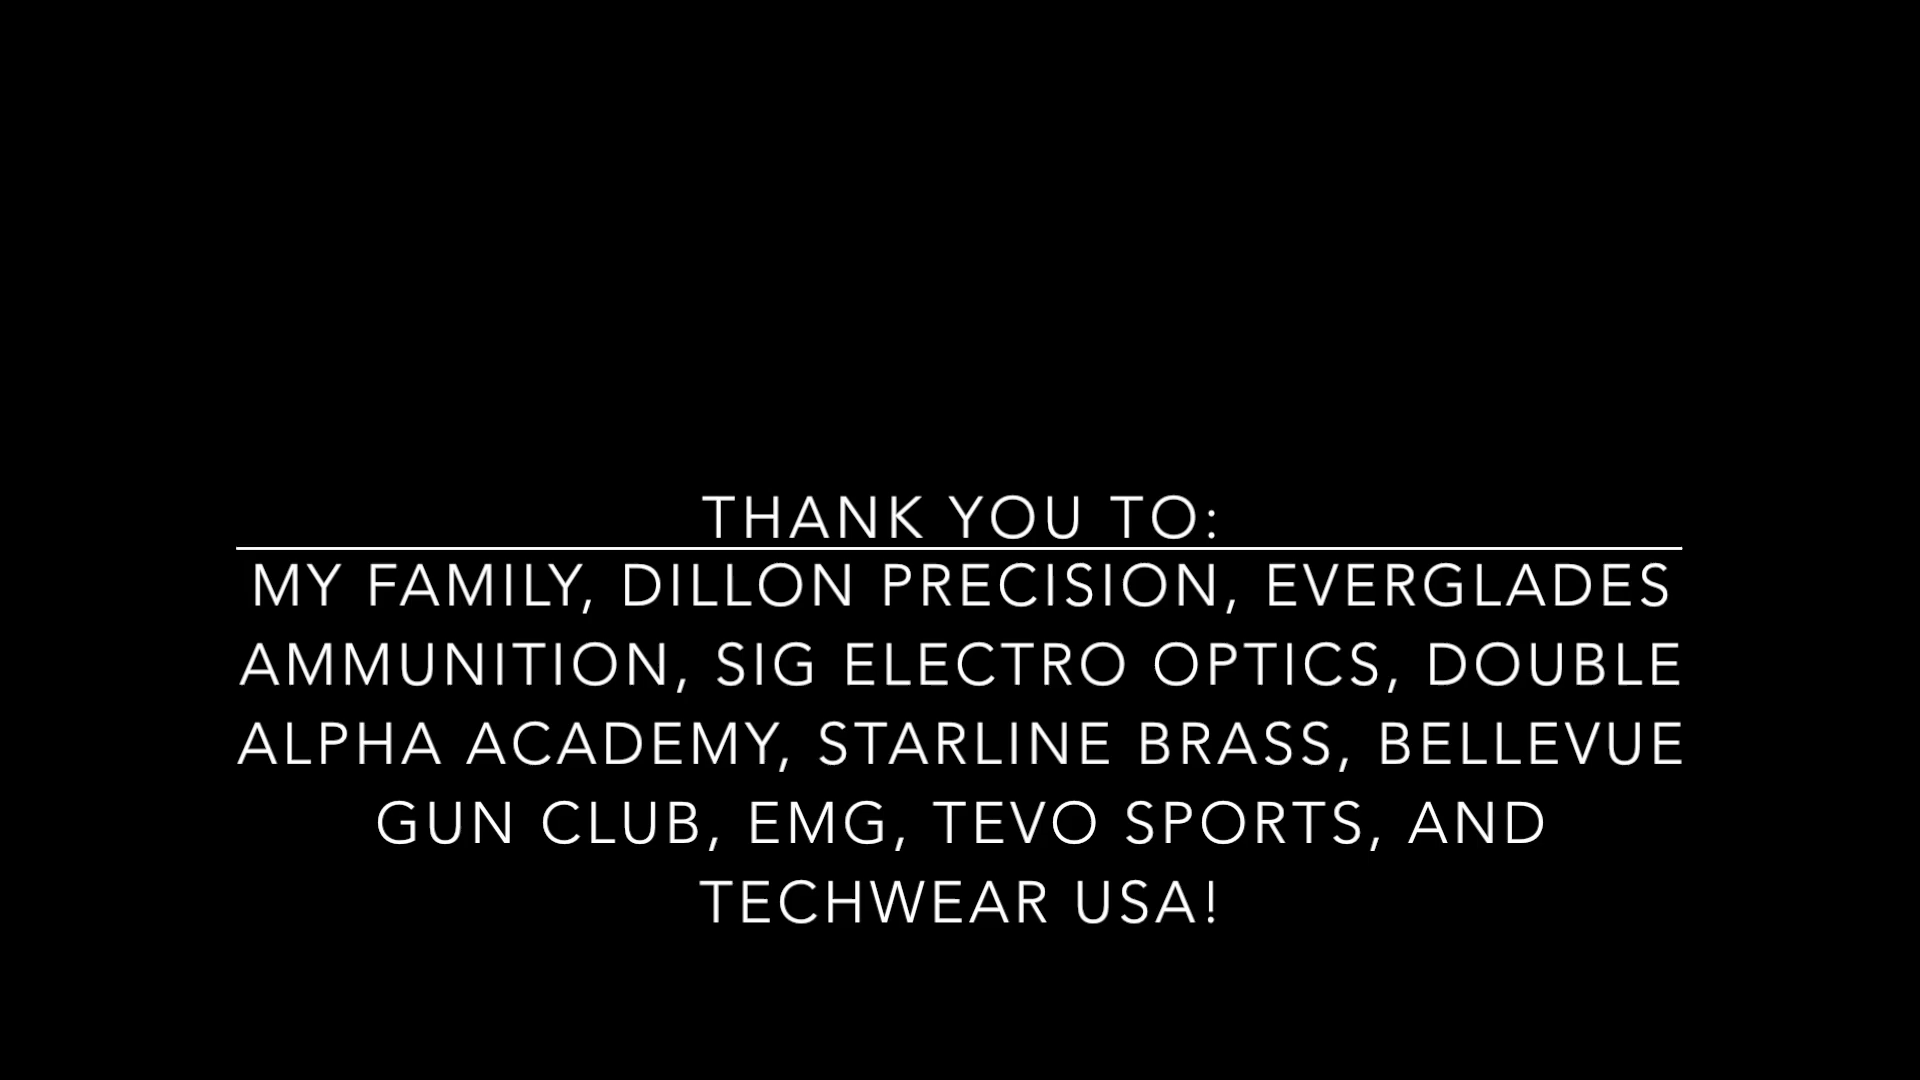 THANK YOU TO:
MY FAMILY, DILLON PRECISION, EVERGLADES
AMMUNITION, SIG ELECTRO OPTICS, DOUBLE
ALPHA ACADEMY, STARLINE BRASS, BELLEVUE
GUN CLUB, EMG, TEVO SPORTS, AND
TECHWEAR USA!